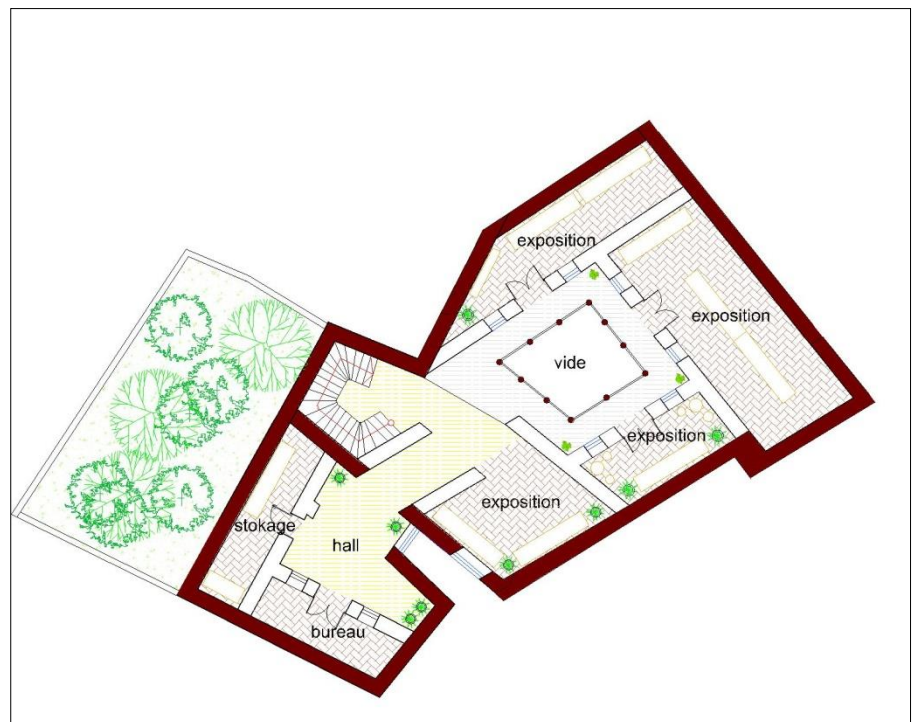 exposition
exposition
vide
exposition
exposition
stokage
hall
bureau